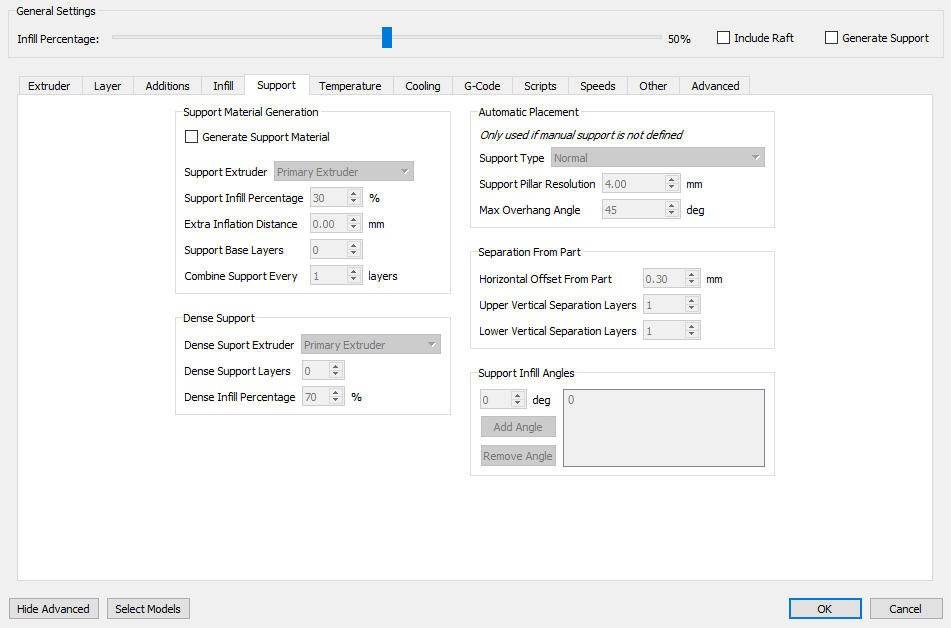 General Settings
Infill Percentage: 50% Include Raft Generate Support
Extruder Layer Additions Infill Support Temperature Cooling G-Code Scripts Speeds Other Advanced
Support Material Generation
Generate Support Material
Support Extruder Primary Extruder
Support Infill Percentage 30 %
Extra Inflation Distance 0.00 mm
Support Base Layers 0
Combine Support Every 1 layers
Dense Support
Dense Suport Extruder Primary Extruder
Dense Support Layers 0
Dense Infill Percentage 70 %
Automatic Placement
Only used if manual support is not defined
Support Type Normal
Support Pillar Resolution 4.00 mm
Max Overhang Angle 45 deg
Separation From Part
Horizontal Offset From Part 0.30 mm
Upper Vertical Separation Layers 1
Lower Vertical Separation Layers 1
Support Infill Angles
0 deg 0
Add Angle
Remove Angle
Hide Advanced Select Models OK Cancel